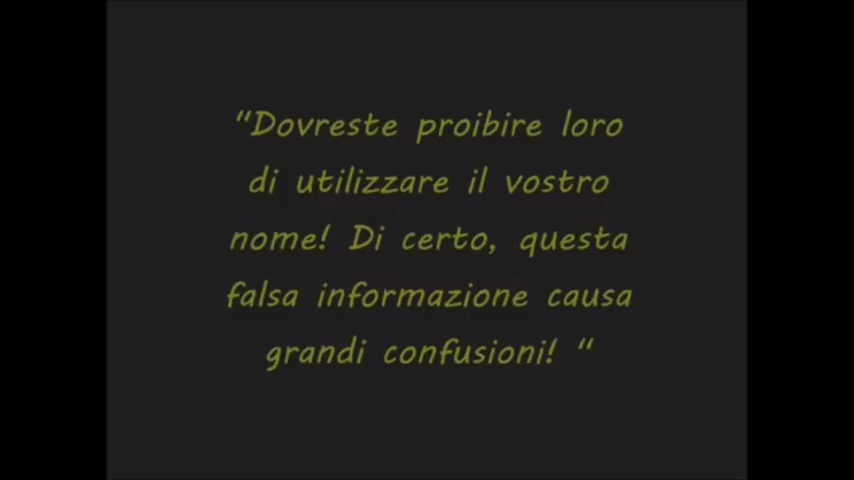 “Dovreste proibire loro
di utilizzare il vostro
nome! Di certo, questa
falsa informazione causa
grandi confusioni! “